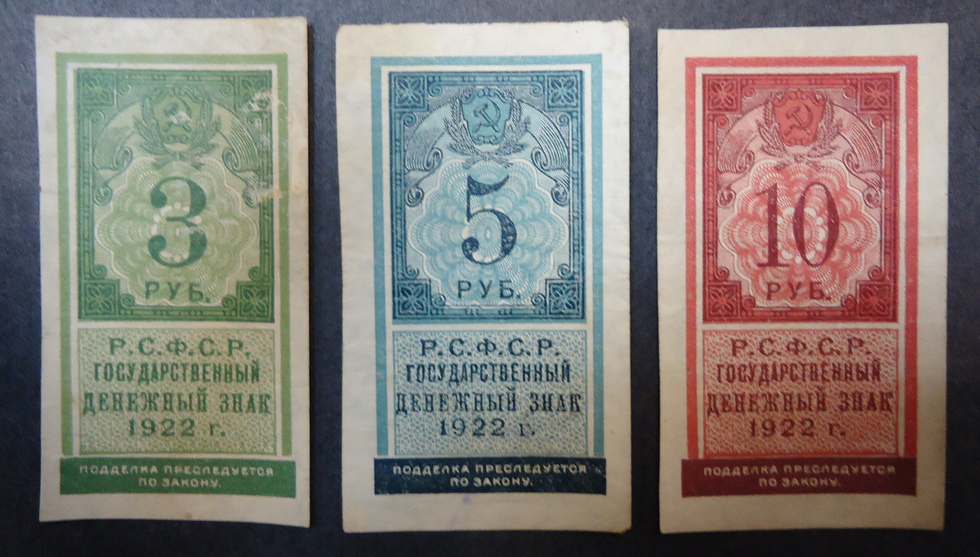 3
РУБ.
Р.С.Ф.С.Р.
ГОСУДАРСТВЕННЫЙ
ДЕНЕЖНЫЙ ЗНАК
1922 г.
ПОДДЕЛКА ПРЕСЛЕДУЕТСЯ
ПО ЗАКОНУ.
5
РУБ.
Р.С.Ф.С.Р.
ГОСУДАРСТВЕННЫЙ
ДЕНЕЖНЫЙ ЗНАК
1922 г.
ПОДДЕЛКА ПРЕСЛЕДУЕТСЯ
ПО ЗАКОНУ.
10
РУБ.
Р.С.Ф.С.Р.
ГОСУДАРСТВЕННЫЙ
ДЕНЕЖНЫЙ ЗНАК
1922 г.
ПОДДЕЛКА ПРЕСЛЕДУЕТСЯ
ПО ЗАКОНУ.